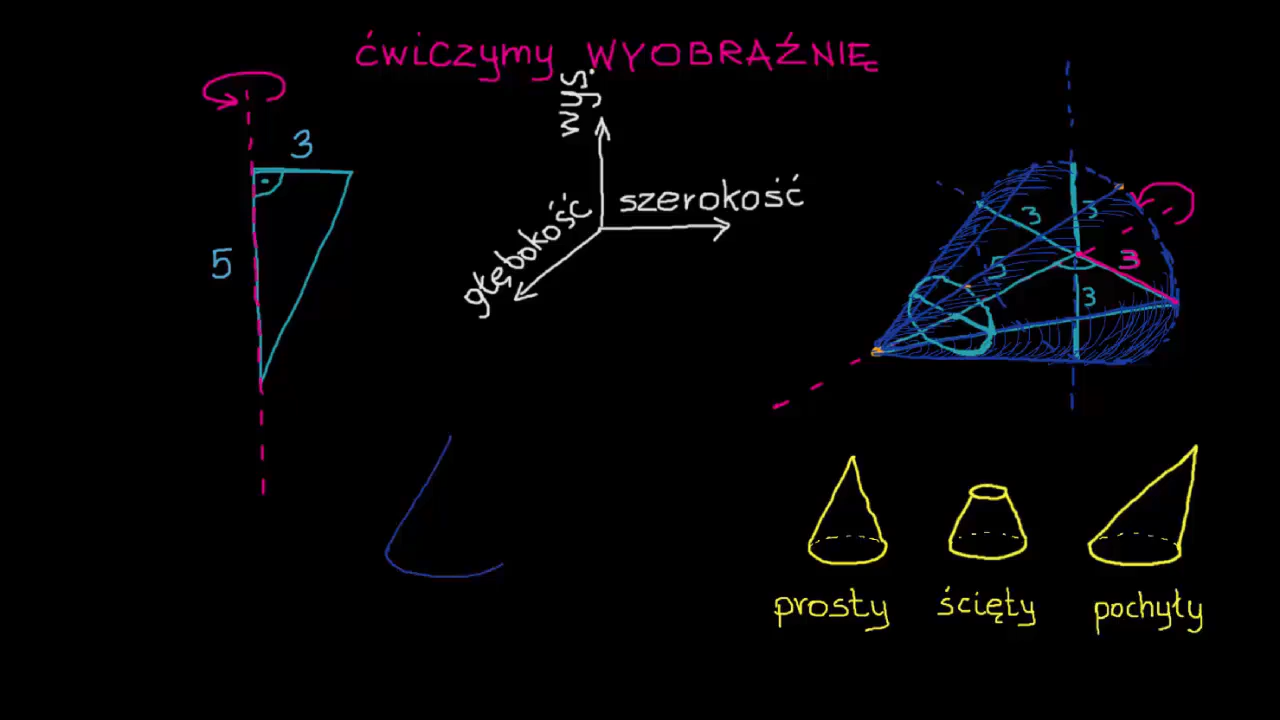 ćwiczymy WYOBRAŹNIĘ
3
5
wys.
szerokość
głębokość
3
3
5
3
3
prosty
ścięty
pochyły